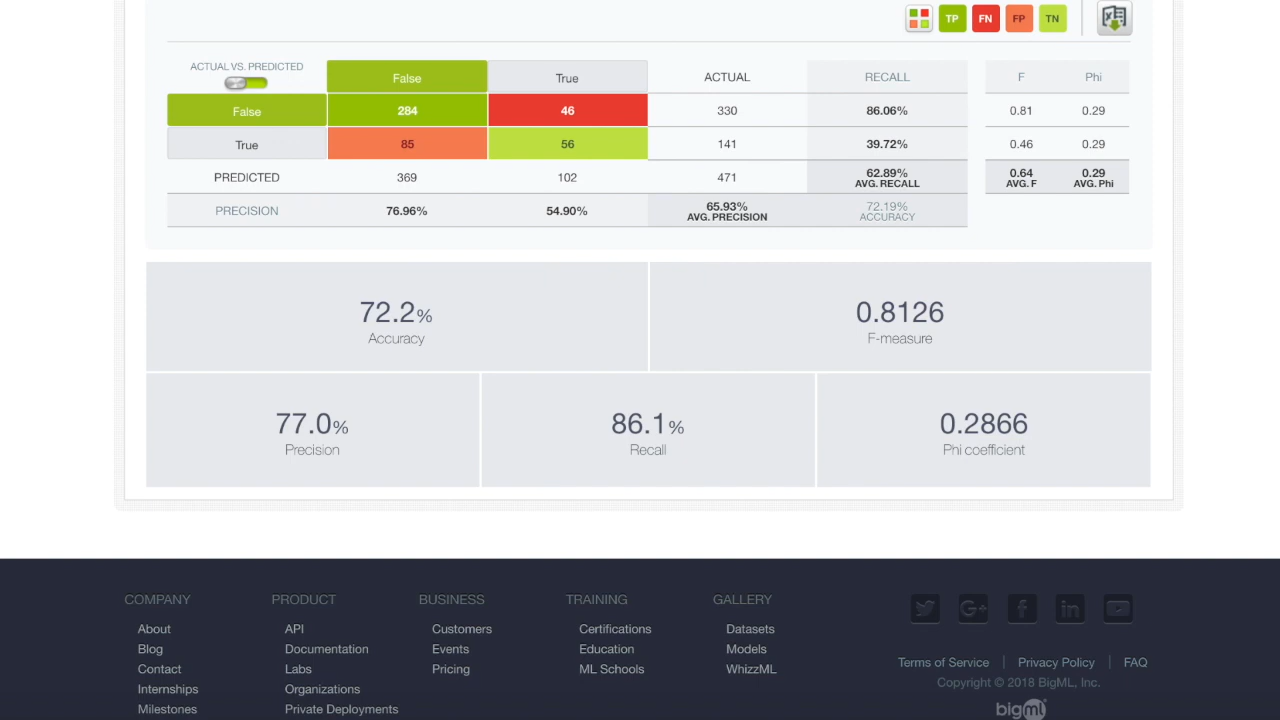 TP FN FP TN
ACTUAL VS. PREDICTED False True ACTUAL RECALL F Phi
False 284 46 330 86.06% 0.81 0.29
True 85 56 141 39.72% 0.46 0.29
PREDICTED 369 102 471 62.89% 0.64 0.29
AVG. RECALL AVG. F AVG. Phi
PRECISION 76.96% 54.90% 65.93% 72.19%
AVG. PRECISION ACCURACY
72.2% 0.8126
Accuracy F-measure
77.0% 86.1% 0.2866
Precision Recall Phi coefficient
COMPANY PRODUCT BUSINESS TRAINING GALLERY
About API Customers Certifications Datasets
Blog Documentation Events Education Models
Contact Labs Pricing ML Schools WhizzML
Terms of Service | Privacy Policy | FAQ
Internships Organizations
Copyright © 2018 BigML, Inc.
Milestones Private Deployments
bigml